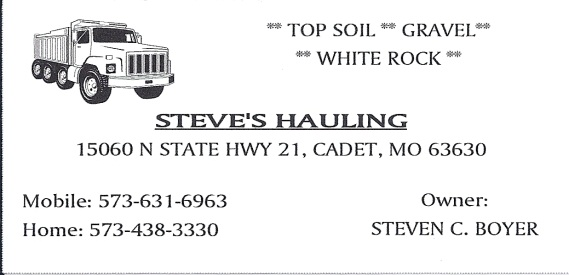 ** TOP SOIL ** GRAVEL**
** WHITE ROCK **
STEVE'S HAULING
15060 N STATE HWY 21, CADET, MO 63630
Mobile: 573-631-6963
Owner:
Home: 573-438-3330
STEVEN C. BOYER